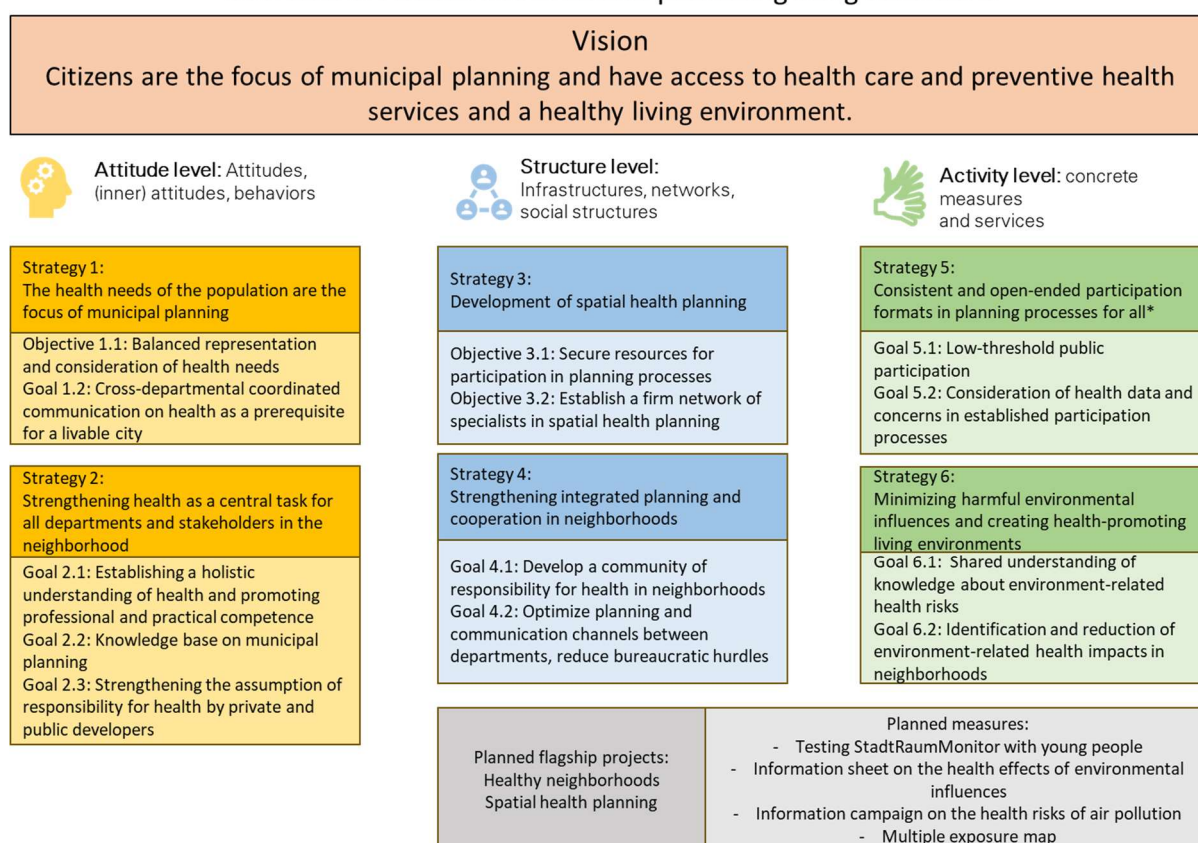 Vision
Citizens are the focus of municipal planning and have access to health care and preventive health
services and a healthy living environment.
Attitude level: Attitudes,
(inner) attitudes, behaviors
Structure level:
Infrastructures, networks,
social structures
Activity level: concrete
measures
and services
Strategy 1:
The health needs of the population are the
focus of municipal planning
Objective 1.1: Balanced representation
and consideration of health needs
Goal 1.2: Cross-departmental coordinated
communication on health as a prerequisite
for a livable city
Strategy 2:
Strengthening health as a central task for
all departments and stakeholders in the
neighborhood
Goal 2.1: Establishing a holistic
understanding of health and promoting
professional and practical competence
Goal 2.2: Knowledge base on municipal
planning
Goal 2.3: Strengthening the assumption of
responsibility for health by private and
public developers
Strategy 3:
Development of spatial health planning
Objective 3.1: Secure resources for
participation in planning processes
Objective 3.2: Establish a firm network of
specialists in spatial health planning
Strategy 4:
Strengthening integrated planning and
cooperation in neighborhoods
Goal 4.1: Develop a community of
responsibility for health in neighborhoods
Goal 4.2: Optimize planning and
communication channels between
departments, reduce bureaucratic hurdles
Strategy 5:
Consistent and open-ended participation
formats in planning processes for all*
Goal 5.1: Low-threshold public
participation
Goal 5.2: Consideration of health data and
concerns in established participation
processes
Strategy 6:
Minimizing harmful environmental
influences and creating health-promoting
living environments
Goal 6.1: Shared understanding of
knowledge about environment-related
health risks
Goal 6.2: Identification and reduction of
environment-related health impacts in
neighborhoods
Planned flagship projects:
Healthy neighborhoods
Spatial health planning
Planned measures:
- Testing StadtRaumMonitor with young people
- Information sheet on the health effects of environmental
influences
- Information campaign on the health risks of air pollution
- Multiple exposure map